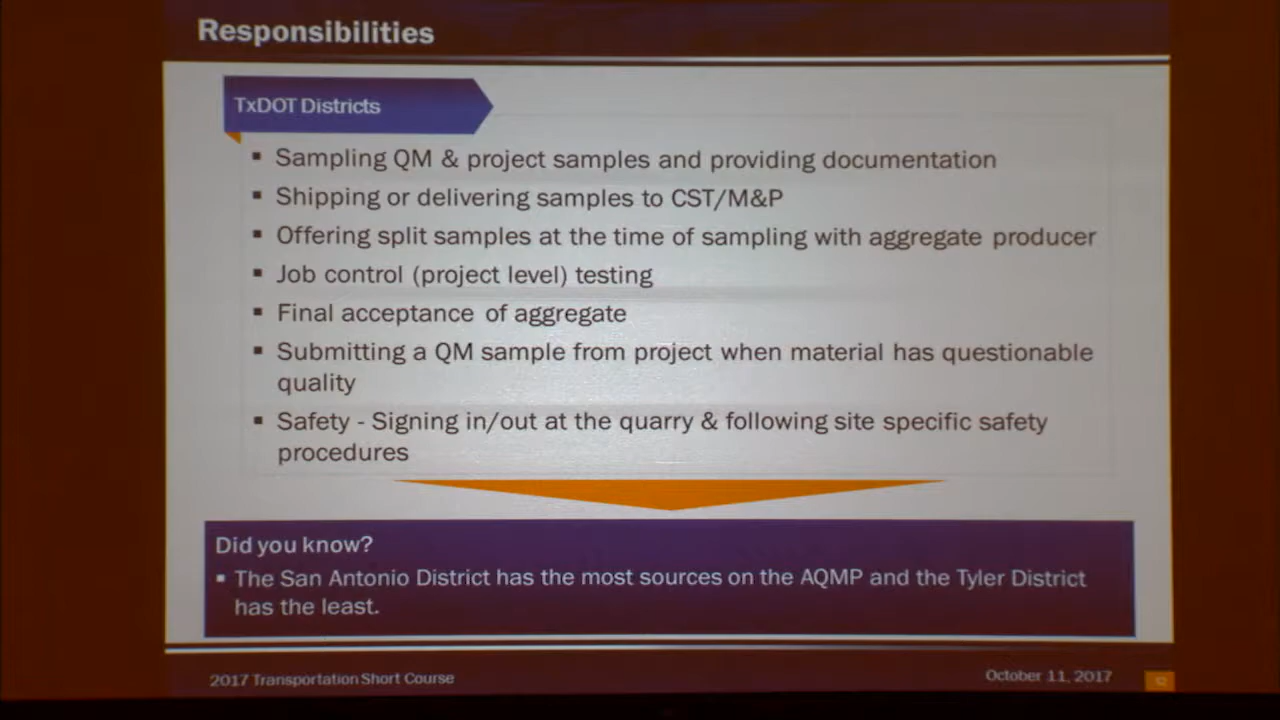 Responsibilities
TxDOT Districts
▪ Sampling QM & project samples and providing documentation
▪ Shipping or delivering samples to CST/M&P
▪ Offering split samples at the time of sampling with aggregate producer
▪ Job control (project level) testing
▪ Final acceptance of aggregate
▪ Submitting a QM sample from project when material has questionable
quality
▪ Safety - Signing in/out at the quarry & following site specific safety
procedures
Did you know?
▪ The San Antonio District has the most sources on the AQMP and the Tyler District
has the least.
2017 Transportation Short Course
October 11, 2017